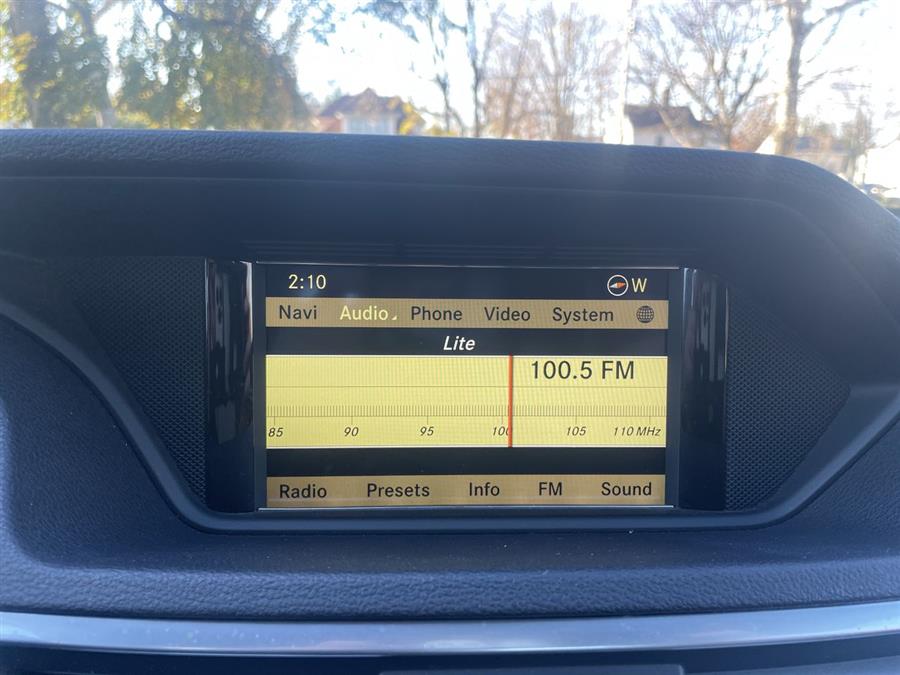 2:10 W
Navi Audio Phone Video System
Lite
100.5 FM
85 90 95 100 105 110 MHz
Radio Presets Info FM Sound